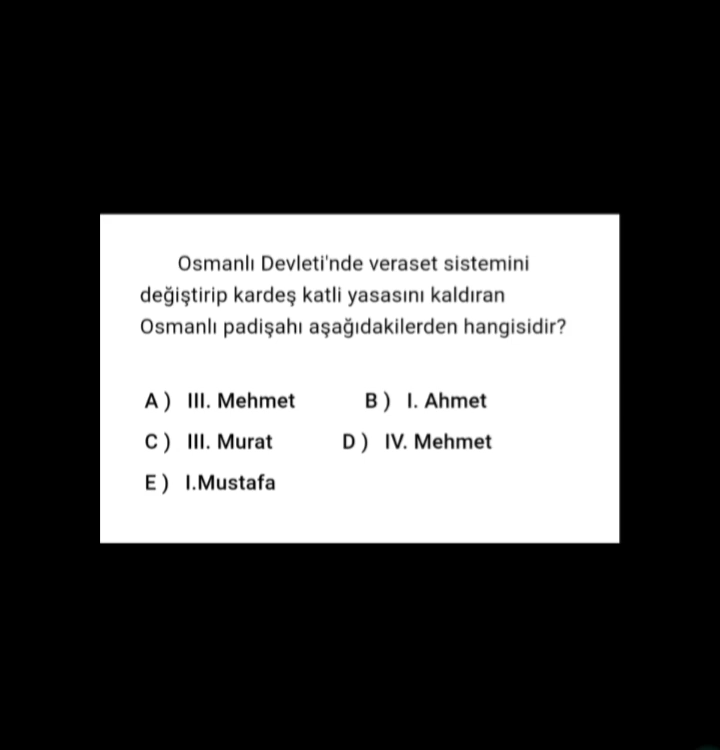 Osmanlı Devleti'nde veraset sistemini
değiştirip kardeş katli yasasını kaldıran
Osmanlı padişahı aşağıdakilerden hangisidir?
A ) III. Mehmet B ) I. Ahmet
C ) III. Murat D ) IV. Mehmet
E ) I.Mustafa